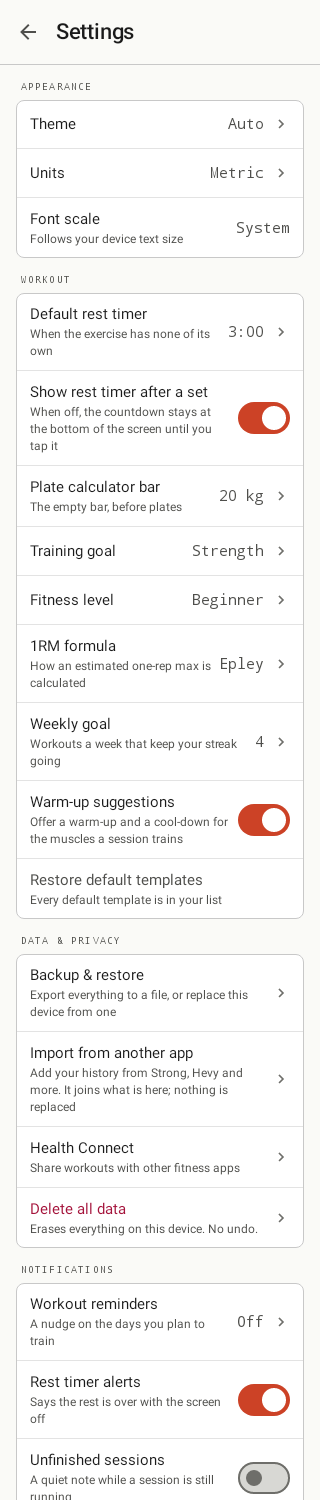 Settings
APPEARANCE
Theme
Auto
Units
Metric
Font scale
Follows your device text size
System
WORKOUT
Default rest timer
When the exercise has none of its
own
3:00
Show rest timer after a set
When off, the countdown stays at
the bottom of the screen until you
tap it
Plate calculator bar
The empty bar, before plates
20 kg
Training goal
Strength
Fitness level
Beginner
1RM formula
How an estimated one-rep max is
calculated
Epley
Weekly goal
Workouts a week that keep your streak
going
4
Warm-up suggestions
Offer a warm-up and a cool-down for
the muscles a session trains
Restore default templates
Every default template is in your list
DATA & PRIVACY
Backup & restore
Export everything to a file, or replace this
device from one
Import from another app
Add your history from Strong, Hevy and
more. It joins what is here; nothing is
replaced
Health Connect
Share workouts with other fitness apps
Delete all data
Erases everything on this device. No undo.
NOTIFICATIONS
Workout reminders
A nudge on the days you plan to
train
Off
Rest timer alerts
Says the rest is over with the screen
off
Unfinished sessions
A quiet note while a session is still
running